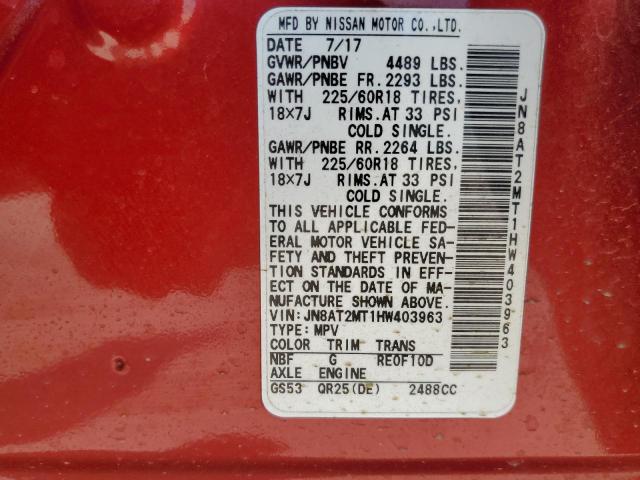 MFD BY NISSAN MOTOR CO.,LTD.
DATE 7/17
GVWR/PNBV 4489 LBS.
GAWR/PNBE FR. 2293 LBS.
WITH 225/60R18 TIRES,
18X7J RIMS.AT 33 PSI
COLD SINGLE.
GAWR/PNBE RR. 2264 LBS.
WITH 225/60R18 TIRES,
18X7J RIMS.AT 33 PSI
COLD SINGLE.
THIS VEHICLE CONFORMS
TO ALL APPLICABLE FED-
ERAL MOTOR VEHICLE SA-
FETY AND THEFT PREVEN-
TION STANDARDS IN EFF-
ECT ON THE DATE OF MA-
NUFACTURE SHOWN ABOVE.
VIN:JN8AT2MT1HW403963
TYPE:MPV
COLOR TRIM TRANS
NBF G RE0F10D
AXLE ENGINE
GS53 QR25(DE) 2488CC
JN8AT2MT1HW403963